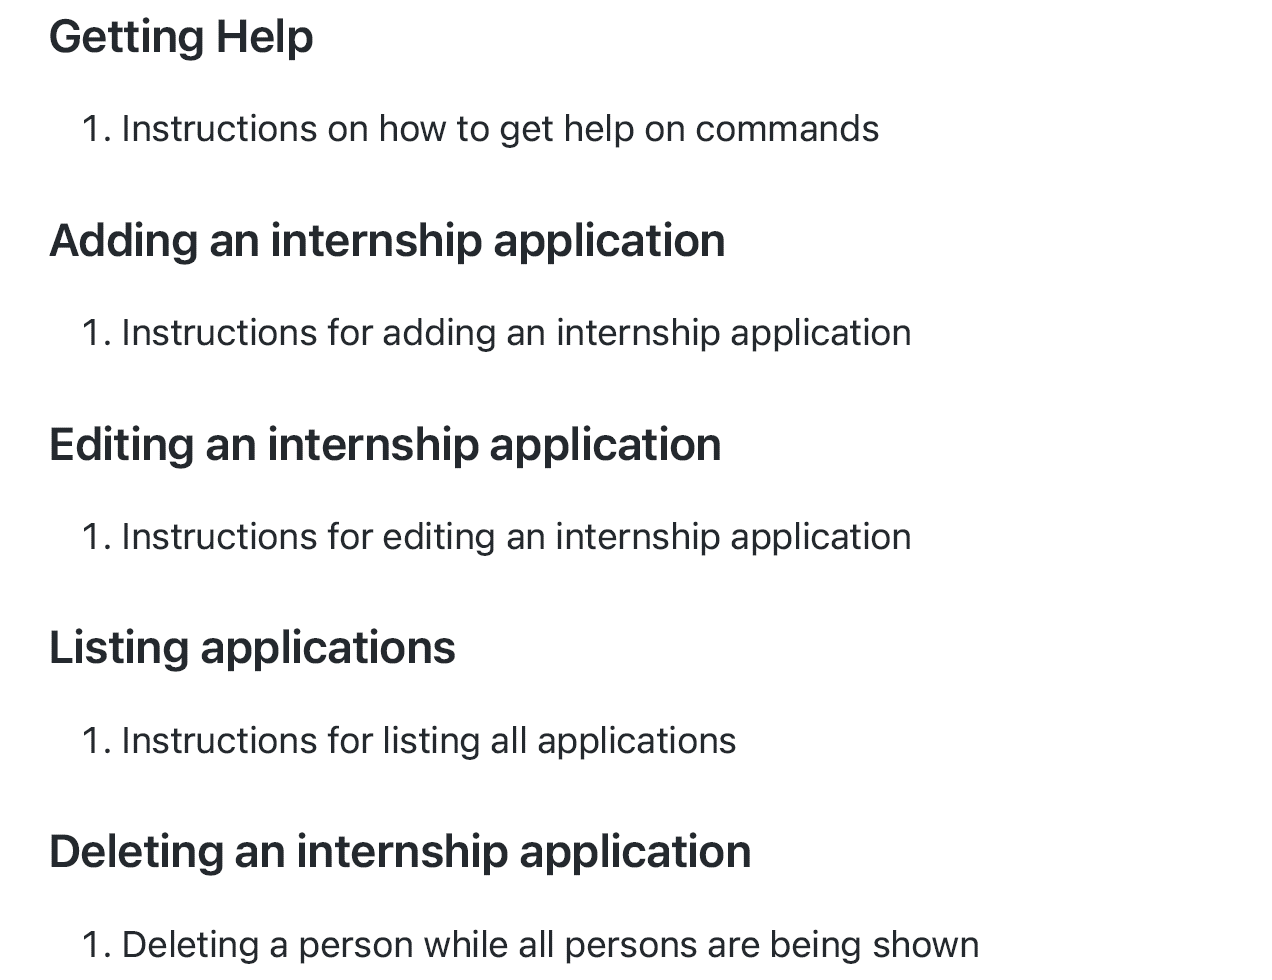 Getting Help
1. Instructions on how to get help on commands
Adding an internship application
1. Instructions for adding an internship application
Editing an internship application
1. Instructions for editing an internship application
Listing applications
1. Instructions for listing all applications
Deleting an internship application
1. Deleting a person while all persons are being shown